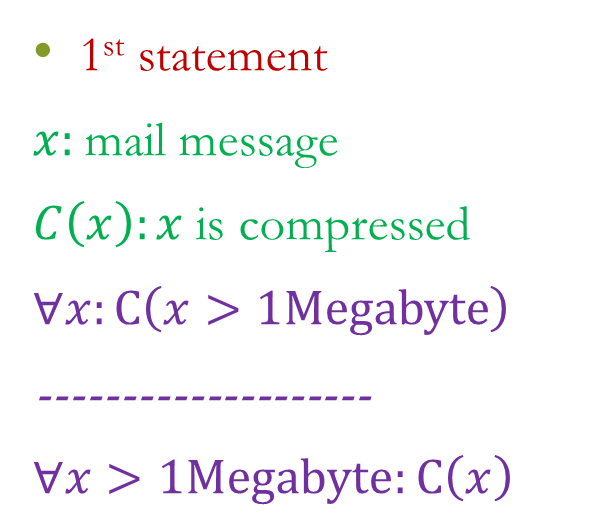 • 1st statement
x: mail message
C(x): x is compressed
∀x: C(x > 1Megabyte)
---------------------
∀x > 1Megabyte: C(x)